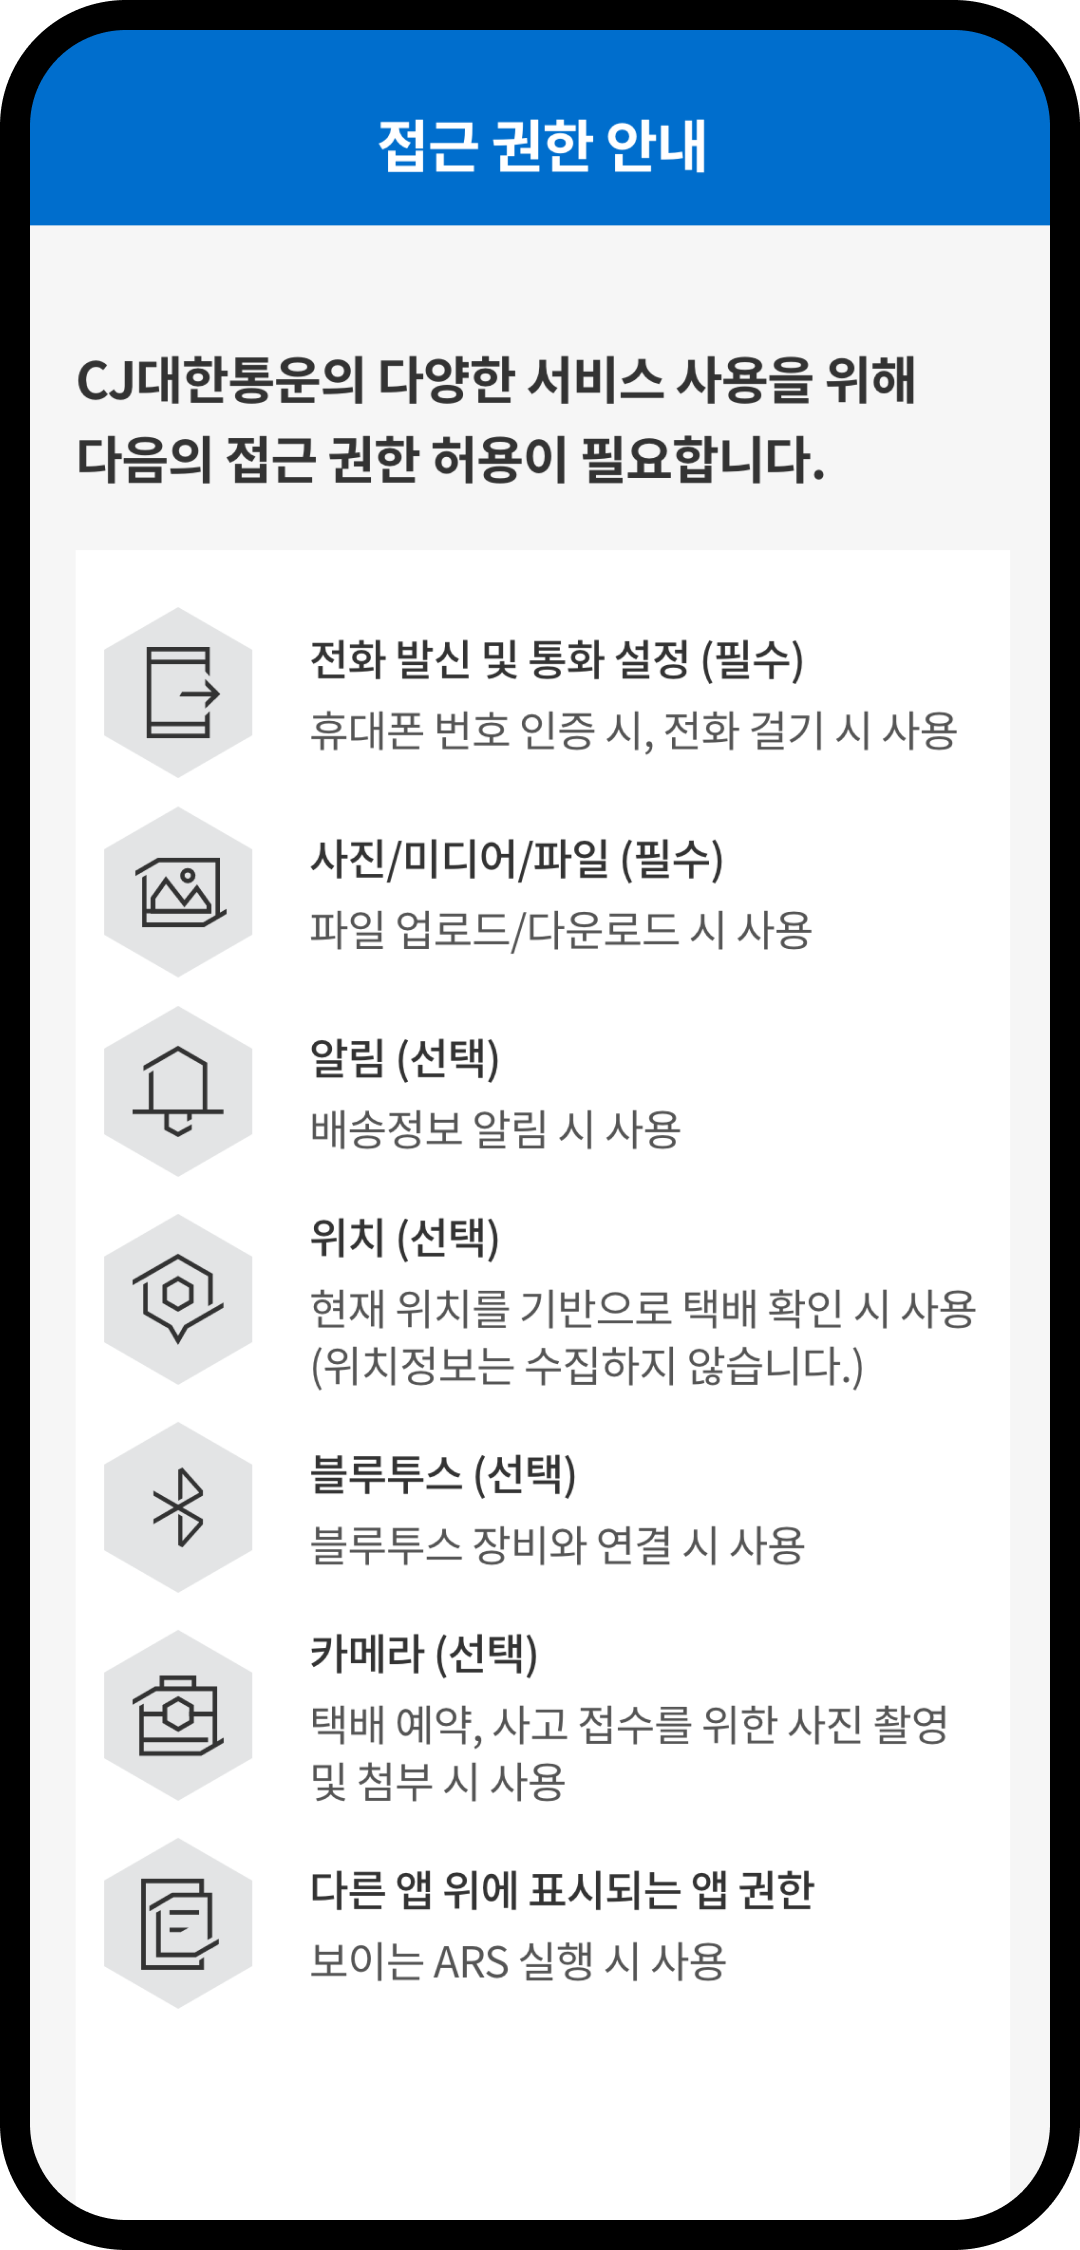 접근 권한 안내
CJ대한통운의 다양한 서비스 사용을 위해
다음의 접근 권한 허용이 필요합니다.
전화 발신 및 통화 설정 (필수)
휴대폰 번호 인증 시, 전화 걸기 시 사용
사진/미디어/파일 (필수)
파일 업로드/다운로드 시 사용
알림 (선택)
배송정보 알림 시 사용
위치 (선택)
현재 위치를 기반으로 택배 확인 시 사용
(위치정보는 수집하지 않습니다.)
블루투스 (선택)
블루투스 장비와 연결 시 사용
카메라 (선택)
택배 예약, 사고 접수를 위한 사진 촬영
및 첨부 시 사용
다른 앱 위에 표시되는 앱 권한
보이는 ARS 실행 시 사용